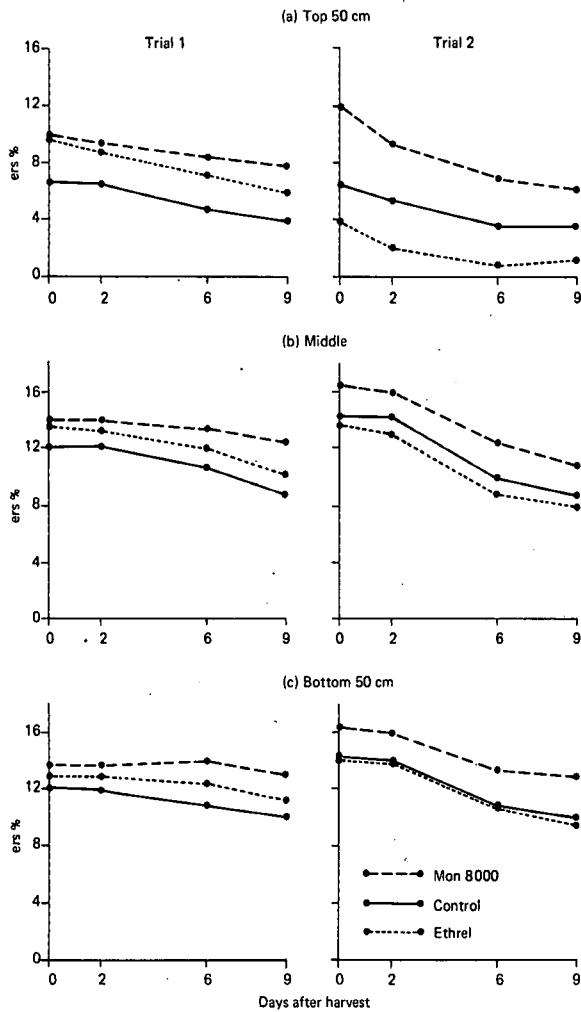 (a) Top 50 cm
Trial 1
Trial 2
16
12
8
4
0
ers %
0 2 6 9
0 2 6 9
(b) Middle
16
12
8
4
0
ers %
0 2 6 9
0 2 6 9
(c) Bottom 50 cm
16
12
8
4
0
ers %
Mon 8000
Control
Ethrel
0 2 6 9
0 2 6 9
Days after harvest